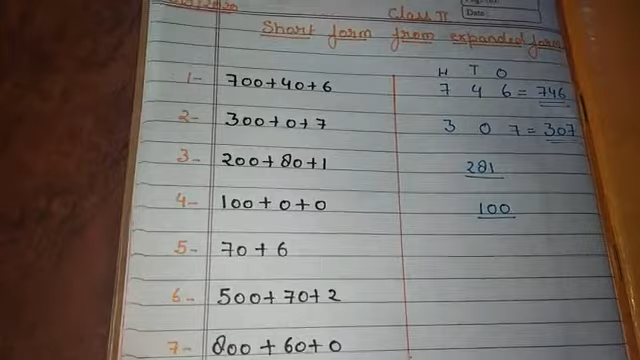 Class II
Date:
Short form from expanded form
H T O
1- 700+40+6 7 4 6 = 746
2- 300+0+7 3 0 7 = 307
3- 200+80+1 281
4- 100+0+0 100
5- 70+6
6- 500+70+2
7- 800+60+0